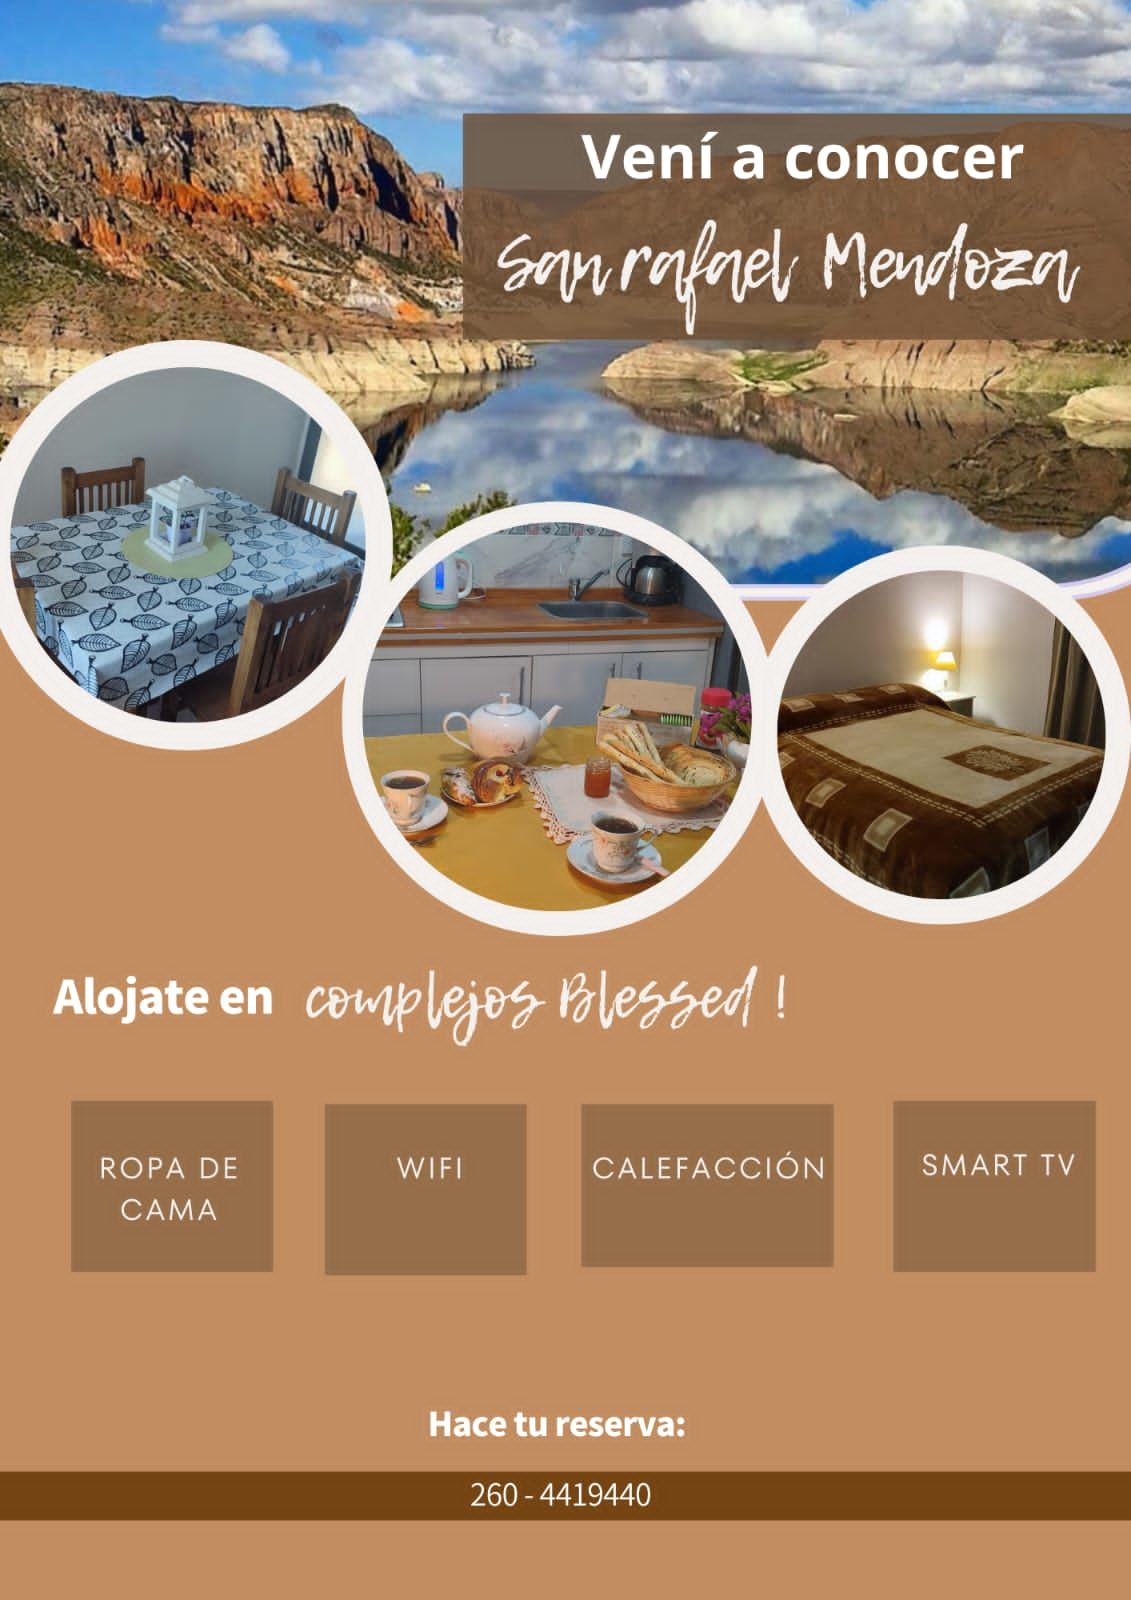 Vení a conocer
San rafael Mendoza
Alojate en complejos Blessed !
ROPA DE
CAMA
WIFI
CALEFACCIÓN
SMART TV
Hace tu reserva:
260 - 4419440